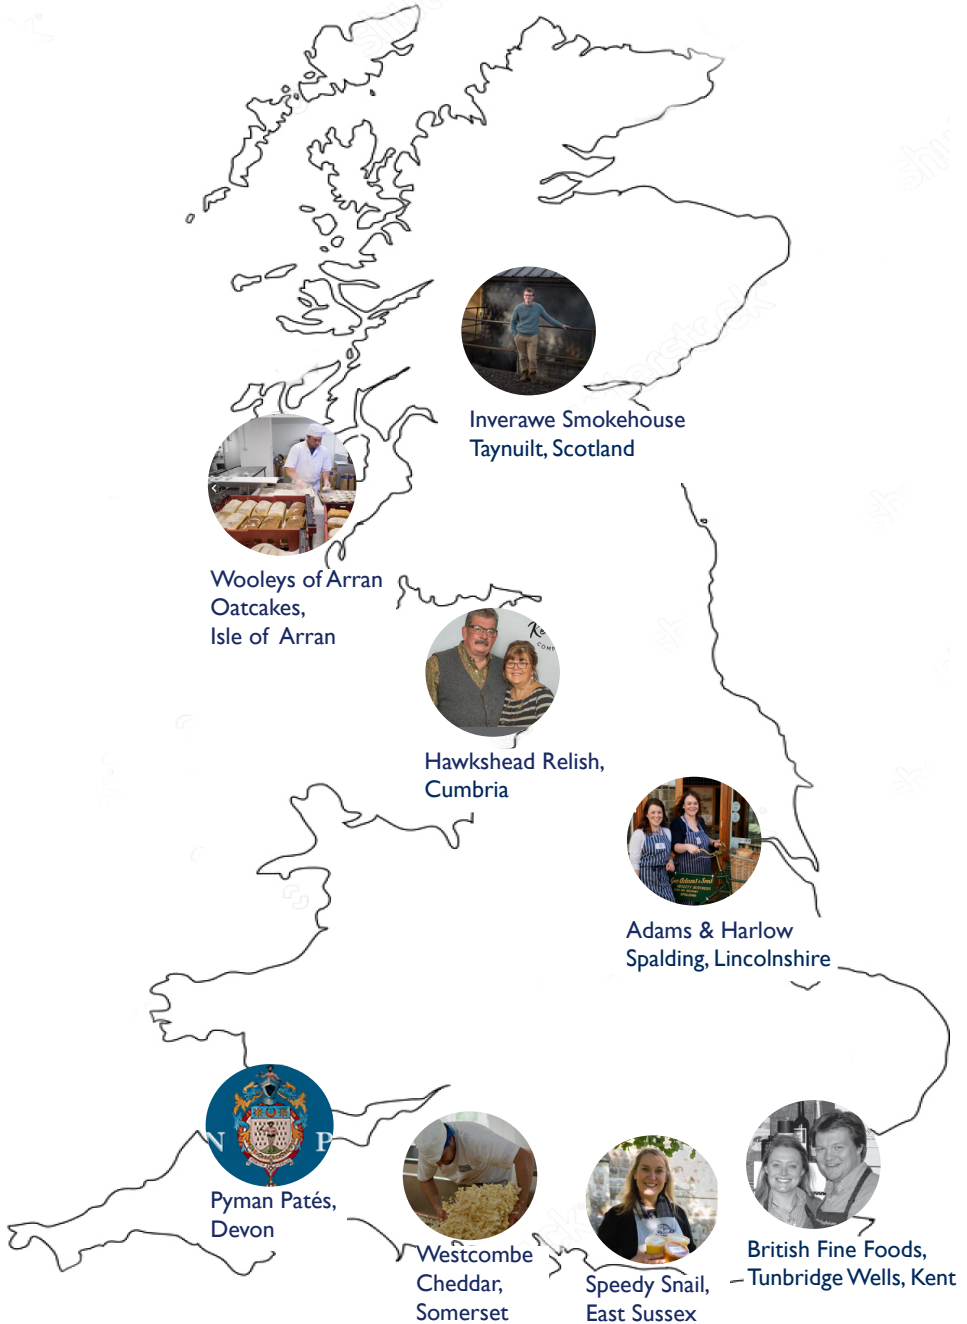 Inverawe Smokehouse
Taynuilt, Scotland
Wooleys of Arran
Oatcakes,
Isle of Arran
COMP
Hawkshead Relish,
Cumbria
Adams & Harlow
Spalding, Lincolnshire
N P
Pyman Patés,
Devon
Westcombe
Cheddar,
Somerset
Speedy Snail,
East Sussex
British Fine Foods,
Tunbridge Wells, Kent